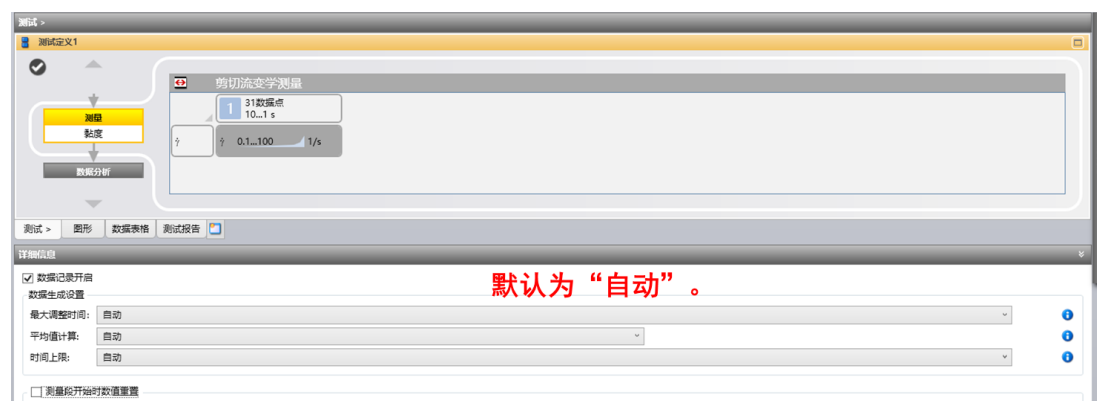 测试 >
测试定义1
剪切流变学测量
1
31数据点
10...1 s
测量
黏度
γ̇
γ̇ 0.1...100 1/s
数据分析
测试 > 图形 数据表格 测试报告
详细信息
数据记录开启
默认为“自动”。
数据生成设置
最大调整时间: 自动
平均值计算: 自动
时间上限: 自动
测量段开始时数值重置